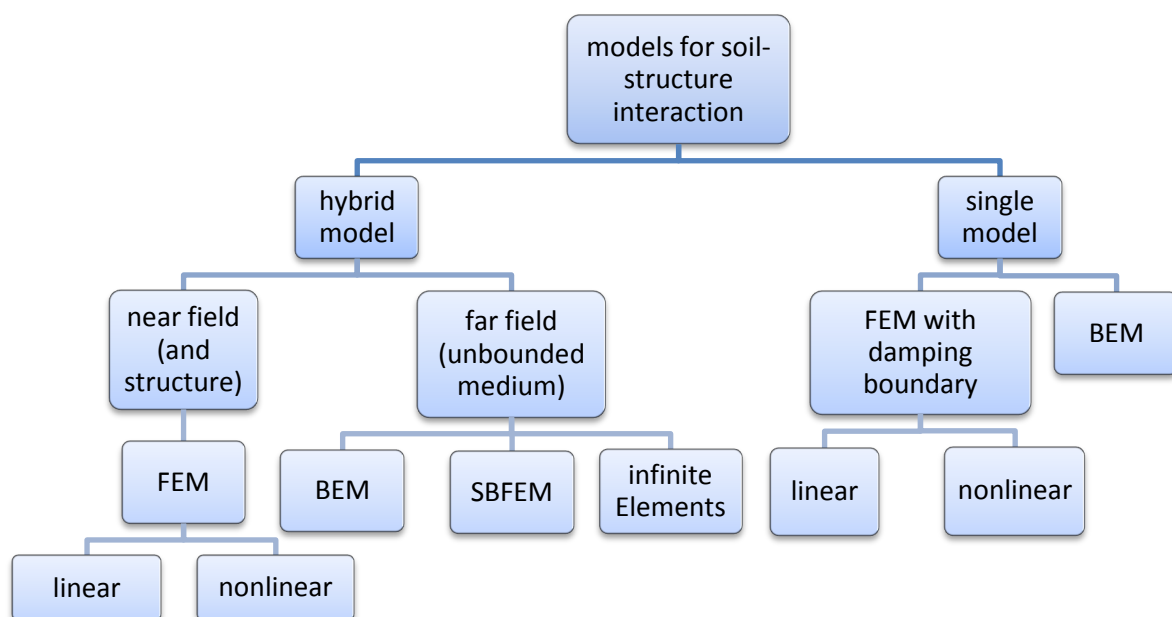 models for soil-
structure
interaction
hybrid
model
single
model
near field
(and
structure)
far field
(unbounded
medium)
FEM with
damping
boundary
BEM
FEM
BEM
SBFEM
infinite
Elements
linear
nonlinear
linear
nonlinear